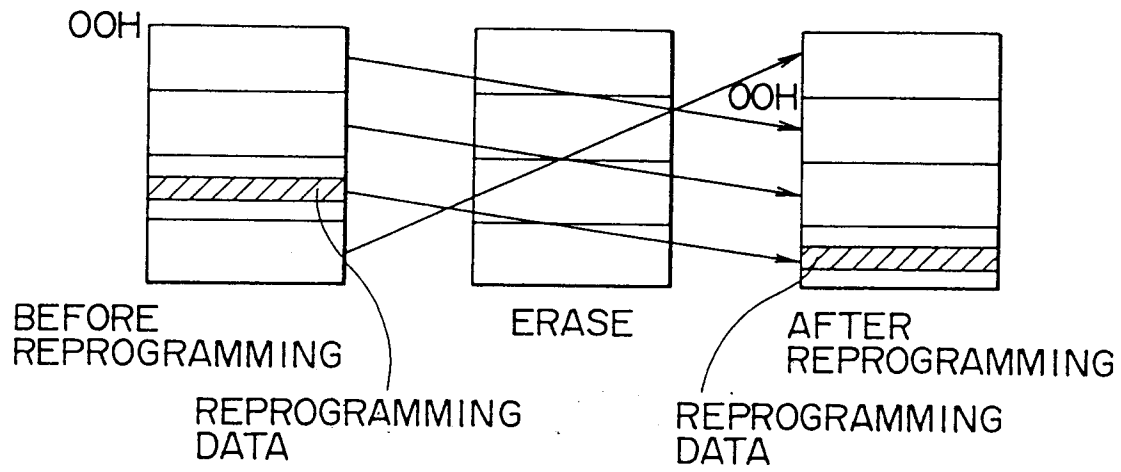 OOH
OOH
BEFORE
REPROGRAMMING
ERASE
AFTER
REPROGRAMMING
REPROGRAMMING
DATA
REPROGRAMMING
DATA